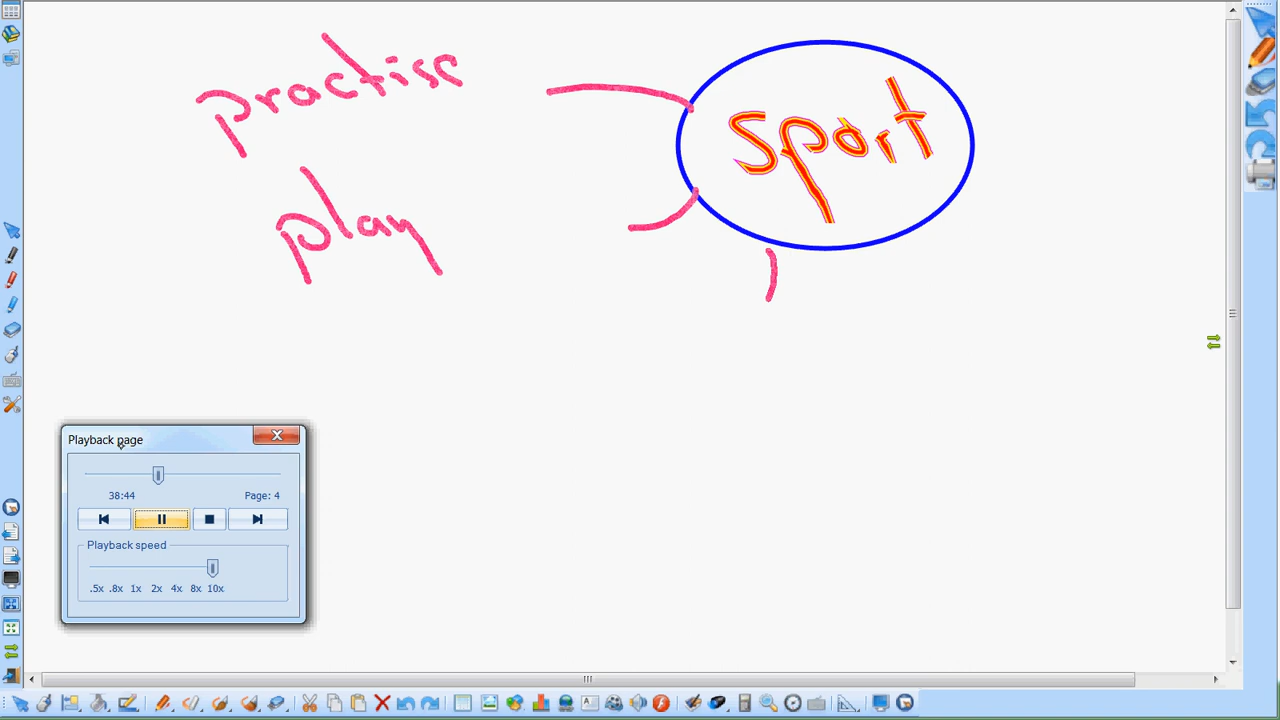 practise
sport
play
Playback page
38:44 Page: 4
Playback speed
.5x .8x 1x 2x 4x 8x 10x